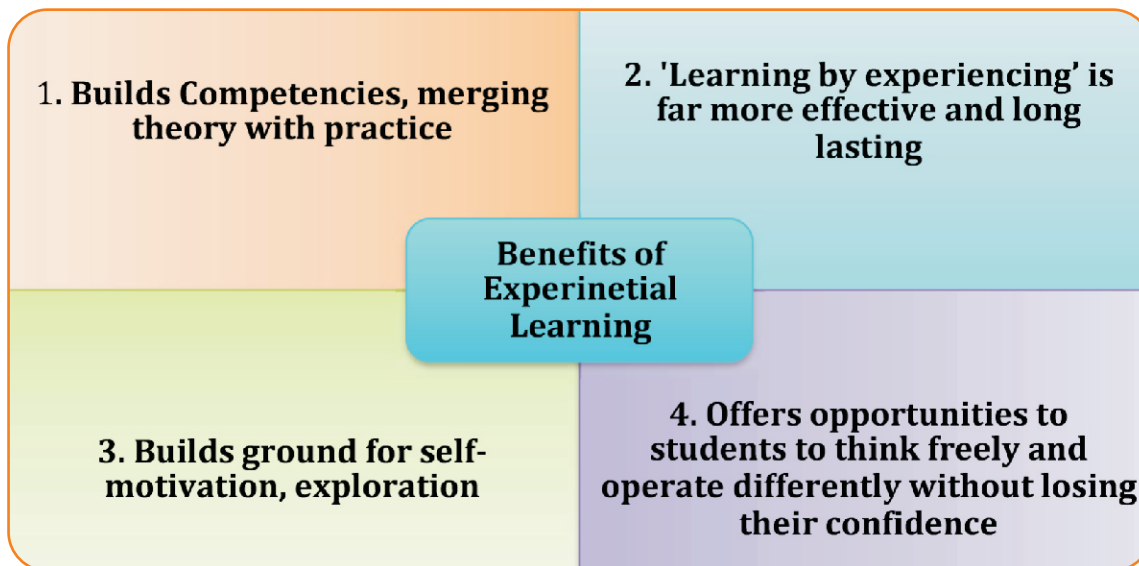 1. Builds Competencies, merging
theory with practice
2. 'Learning by experiencing’ is
far more effective and long
lasting
Benefits of
Experinetial
Learning
3. Builds ground for self-
motivation, exploration
4. Offers opportunities to
students to think freely and
operate differently without losing
their confidence